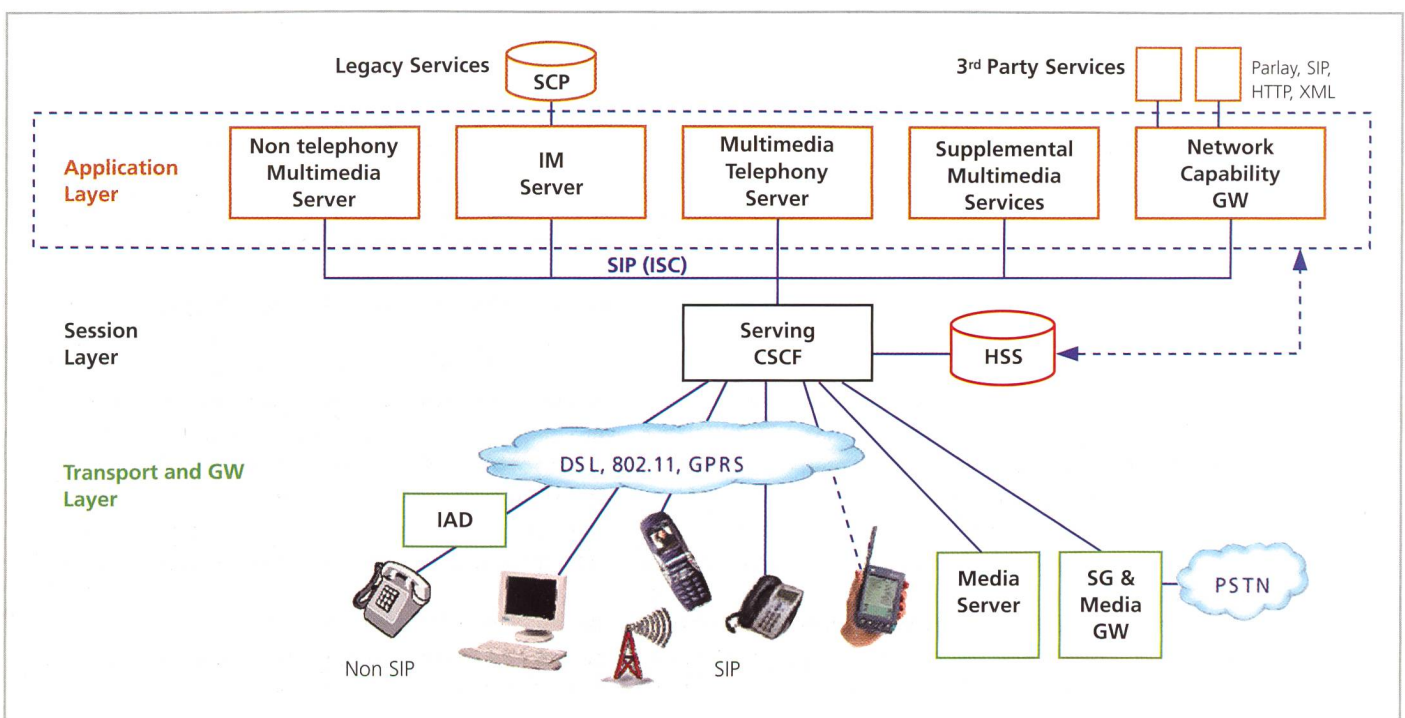 Legacy Services
SCP
3rd Party Services
Parlay, SIP,
HTTP, XML
Application
Layer
Non telephony
Multimedia
Server
IM
Server
Multimedia
Telephony
Server
Supplemental
Multimedia
Services
Network
Capability
GW
SIP (ISC)
Session
Layer
Serving
CSCF
HSS
DSL, 802.11, GPRS
Transport and GW
Layer
IAD
Media
Server
SG &
Media
GW
PSTN
Non SIP
SIP